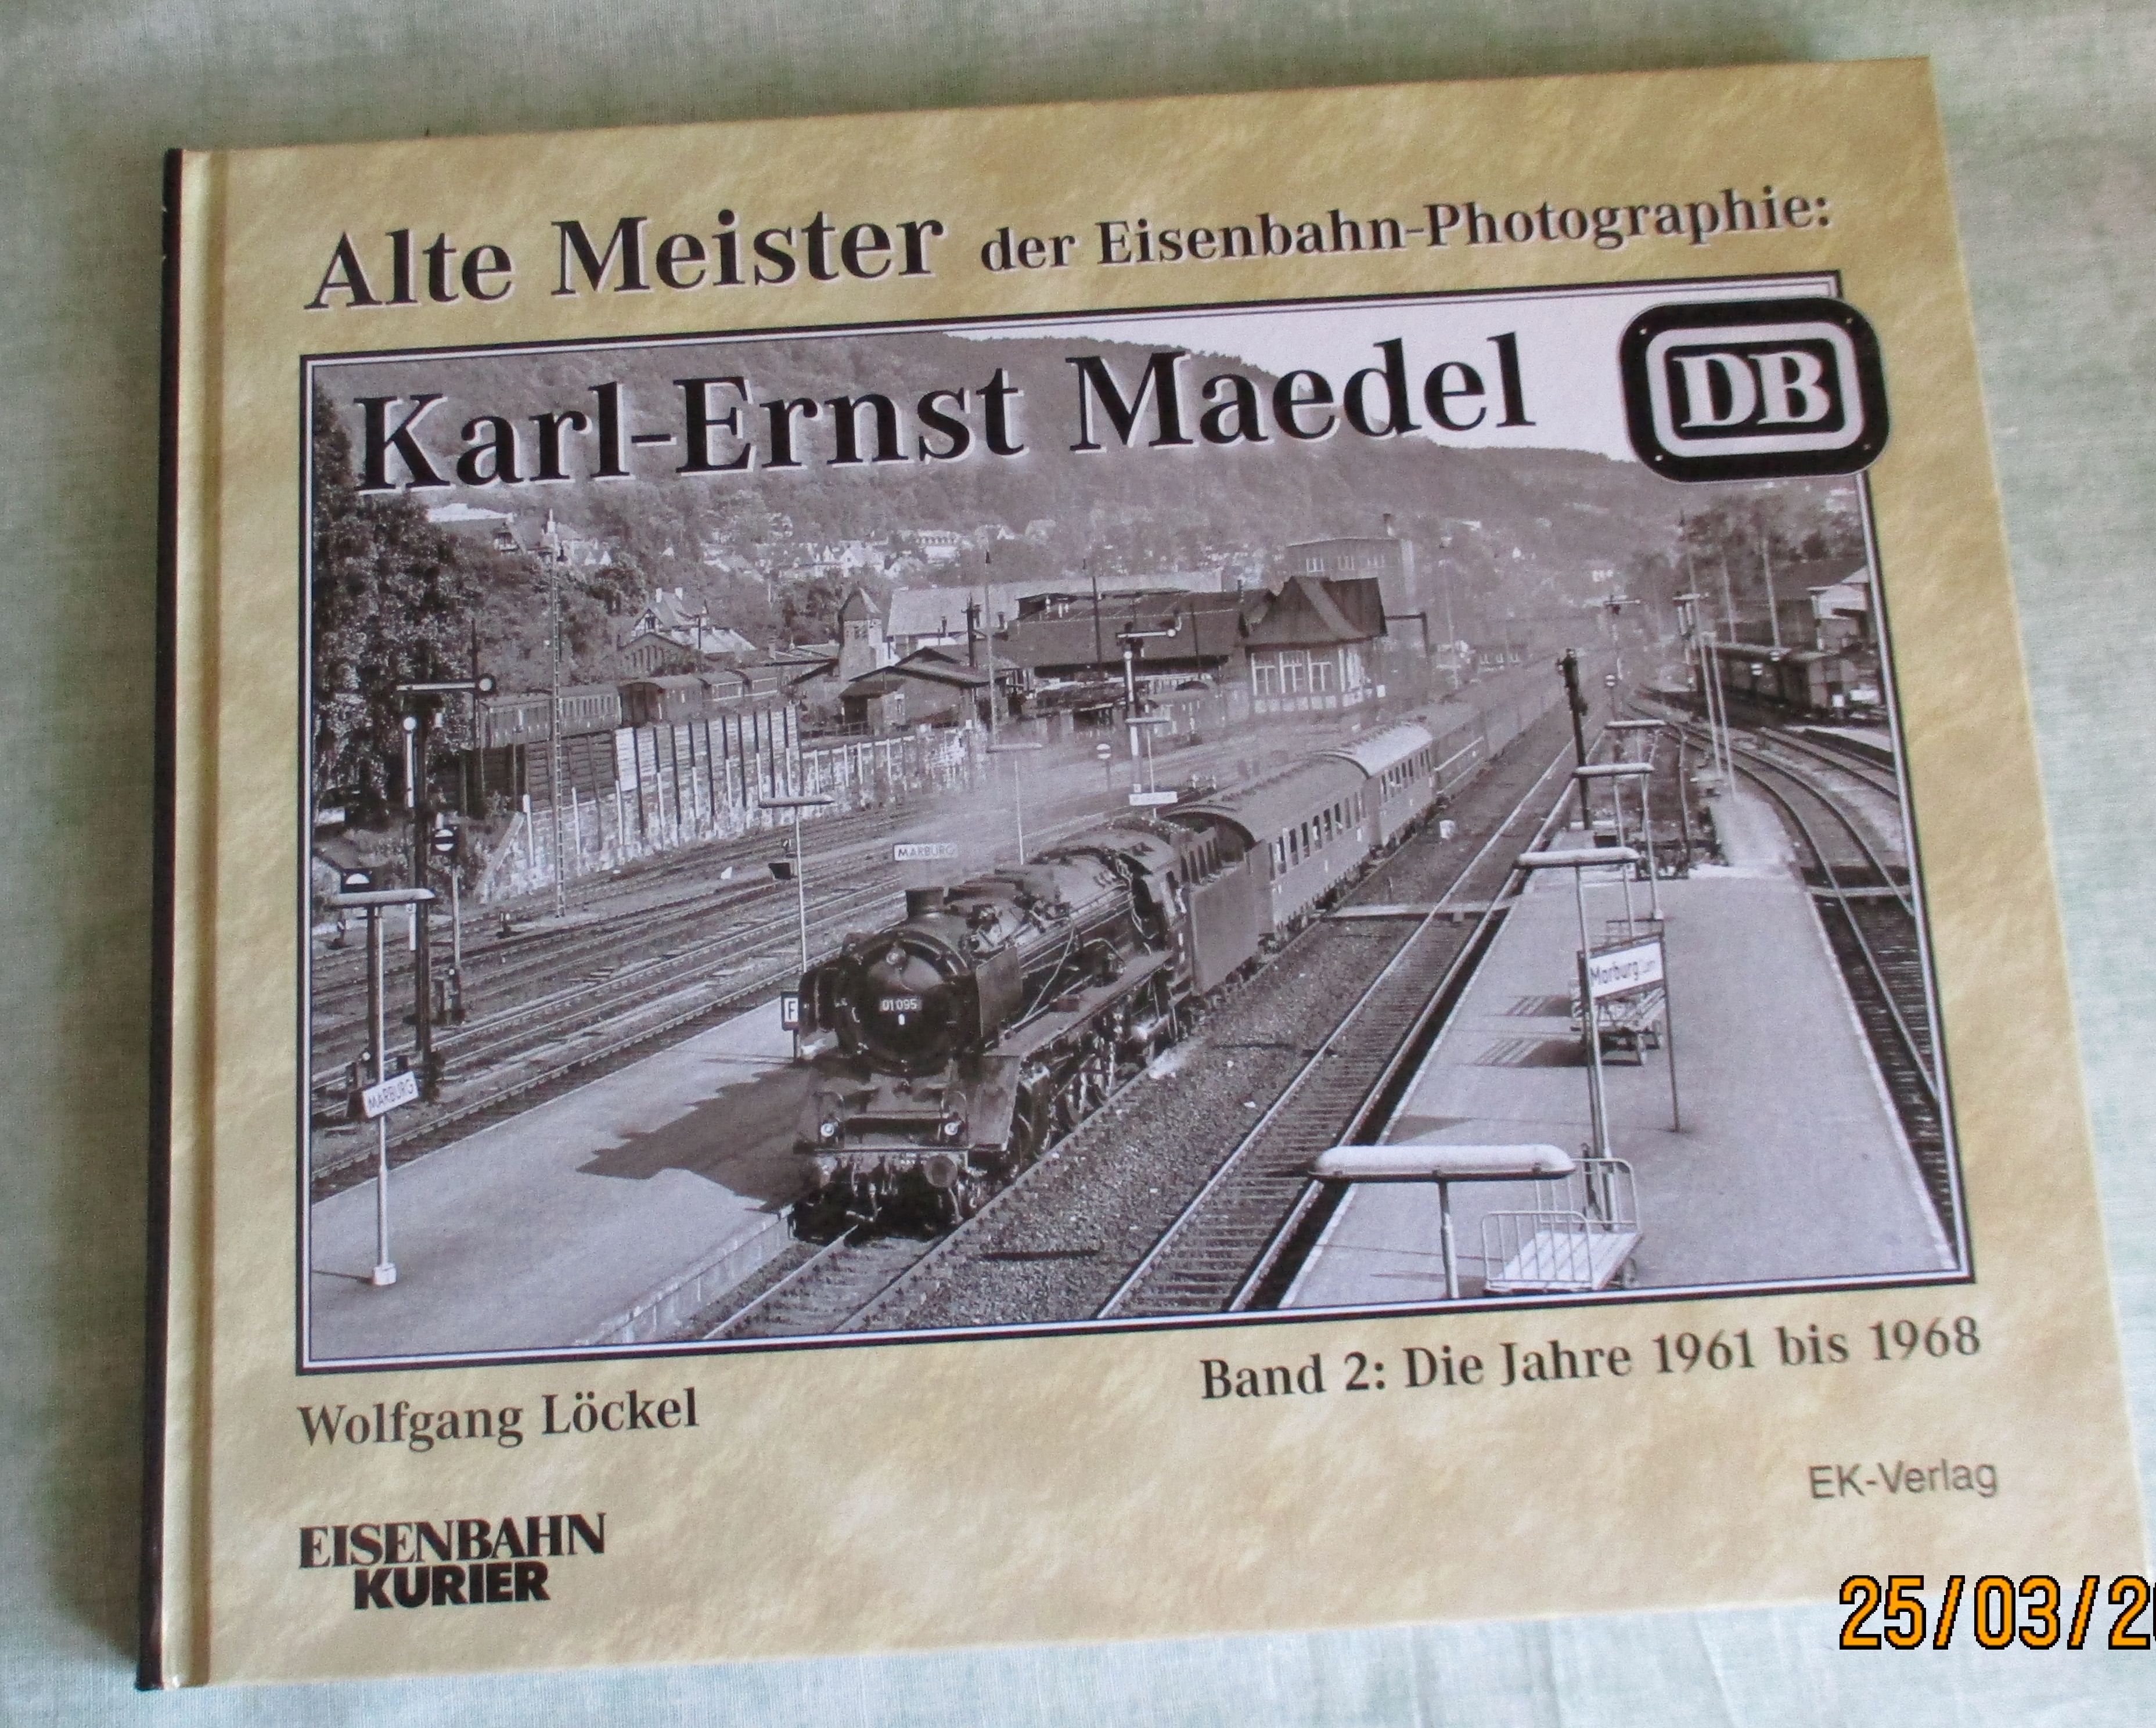 Alte Meister der Eisenbahn-Photographie:
Karl-Ernst Maedel
DB
MARBURG
01 095
F
Marburg
MARBURG
Band 2: Die Jahre 1961 bis 1968
Wolfgang Löckel
EK-Verlag
EISENBAHN
KURIER
25/03/2